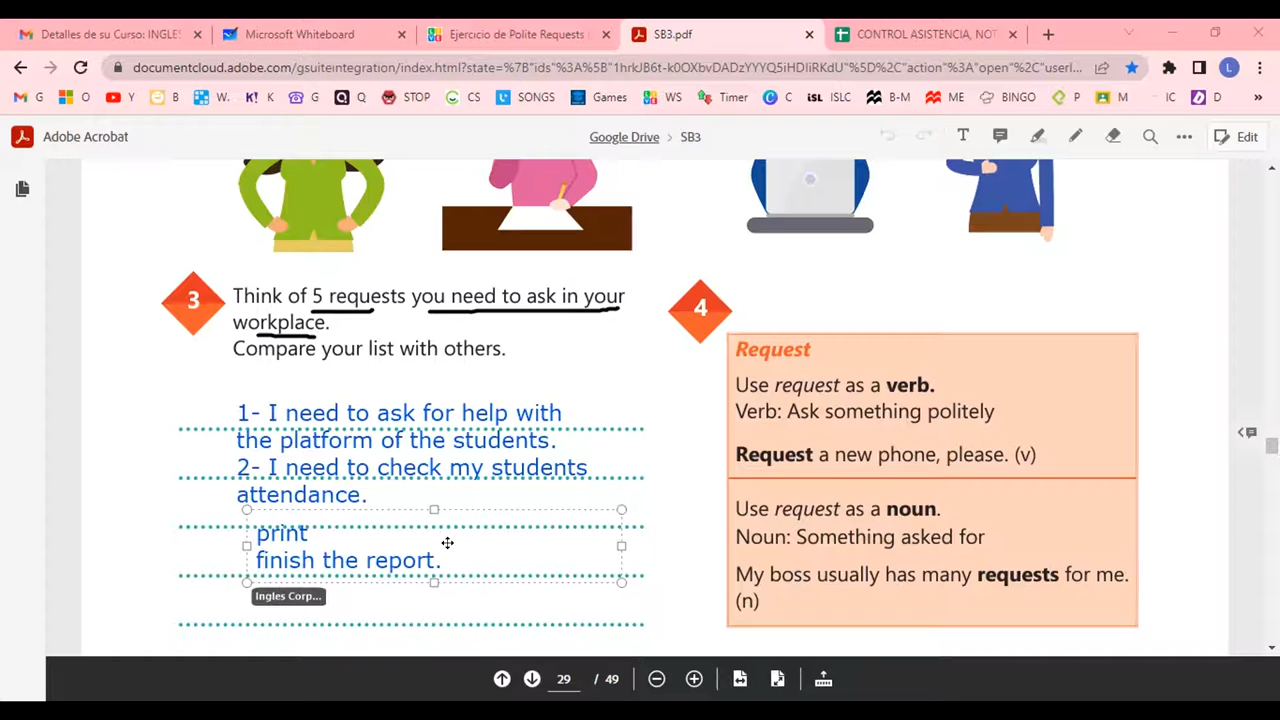 Detalles de su Curso: INGLES
Microsoft Whiteboard
Ejercicio de Polite Requests
SB3.pdf
CONTROL ASISTENCIA, NOT
documentcloud.adobe.com/gsuiteintegration/index.html?state=%7B"ids"%3A%5B"1hrkJB6t-k0OXbvDADzYYYQ5iHDIiRKdU"%5D%2C"action"%3A"open"%2C"userI...
G
O
Y
B
W.
K!
K
G
Q
STOP
CS
SONGS
Games
WS
Timer
C
ISLC
B-M
ME
BINGO
P
M
IC
D
»
Adobe Acrobat
Google Drive > SB3
Edit
3
Think of 5 requests you need to ask in your
workplace.
Compare your list with others.
1- I need to ask for help with
the platform of the students.
2- I need to check my students
attendance.
print
finish the report.
Ingles Corp...
4
Request
Use request as a verb.
Verb: Ask something politely
Request a new phone, please. (v)
Use request as a noun.
Noun: Something asked for
My boss usually has many requests for me.
(n)
29 / 49